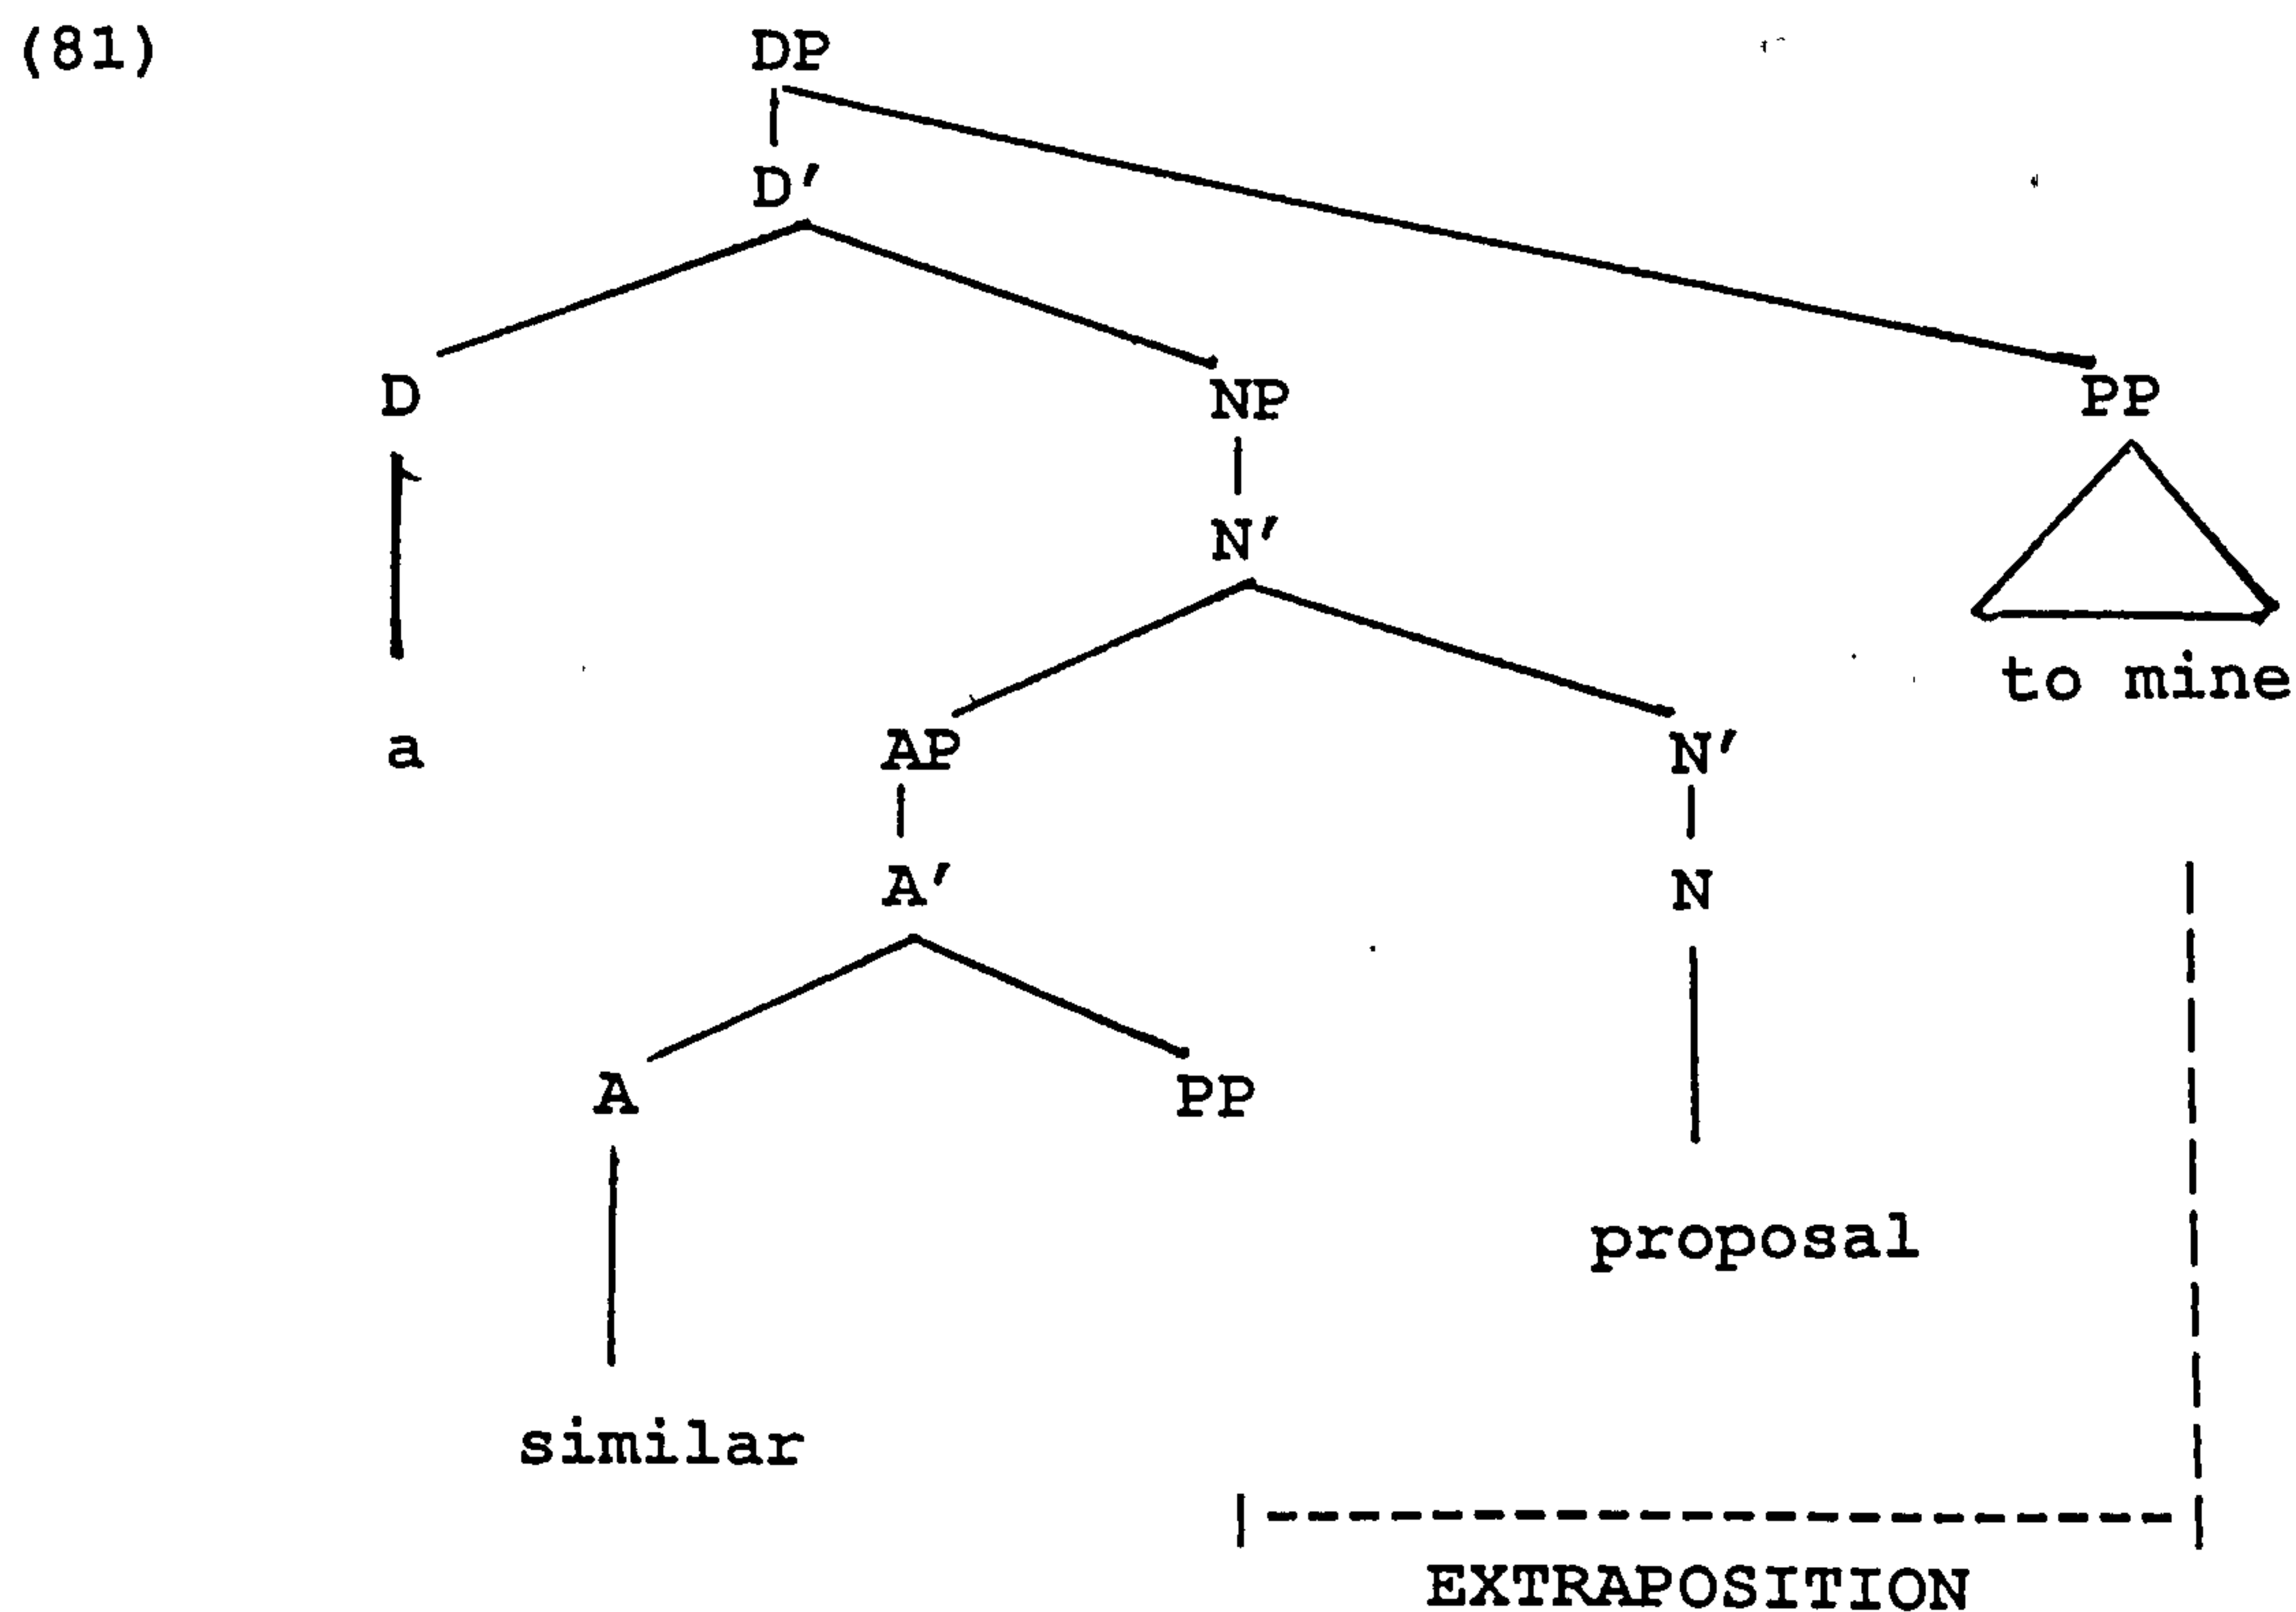 (81) DP
D'
D NP PP
N'
to mine
a AP N'
A' N
A PP
proposal
similar
EXTRAPOSITION